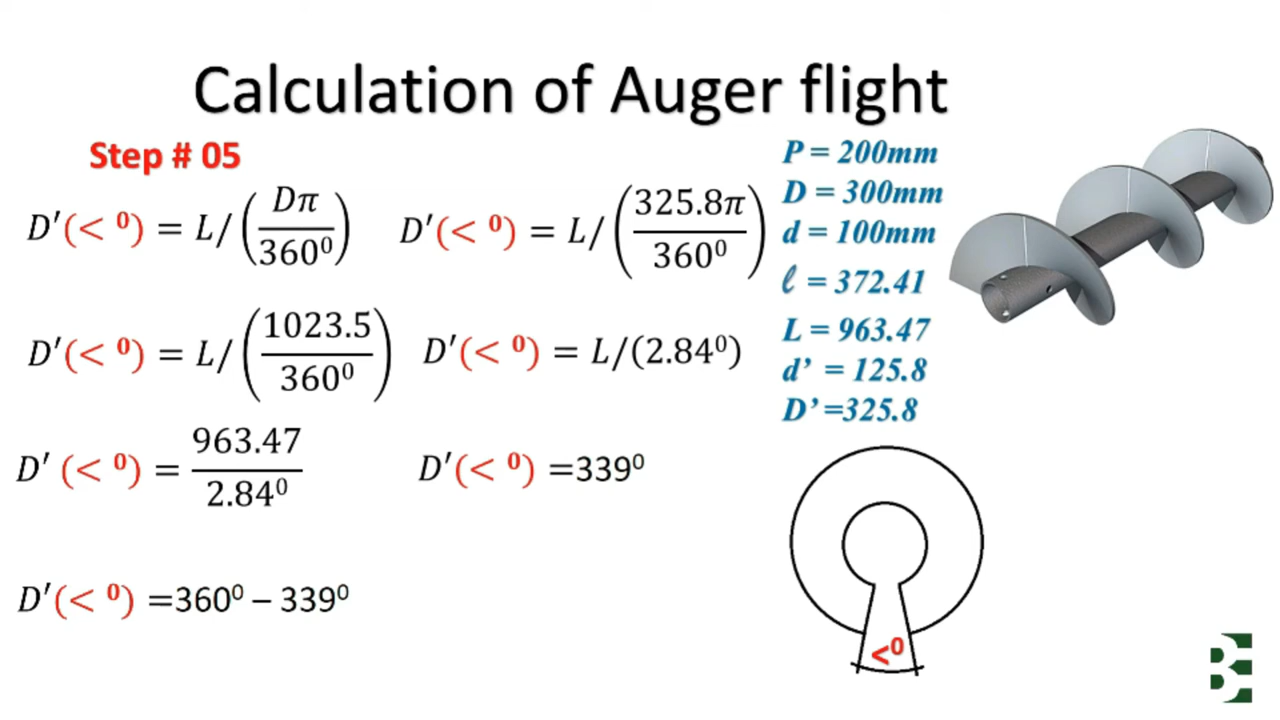 Calculation of Auger flight
Step # 05
D′(< ⁰) = L/(Dπ/360⁰)
D′(< ⁰) = L/(325.8π/360⁰)
D′(< ⁰) = L/(1023.5/360⁰)
D′(< ⁰) = L/(2.84⁰)
D′ (< ⁰) = 963.47/2.84⁰
D′(< ⁰) =339⁰
D′(< ⁰) =360⁰ – 339⁰
P = 200mm
D = 300mm
d = 100mm
ℓ = 372.41
L = 963.47
d’ = 125.8
D’ =325.8
<⁰